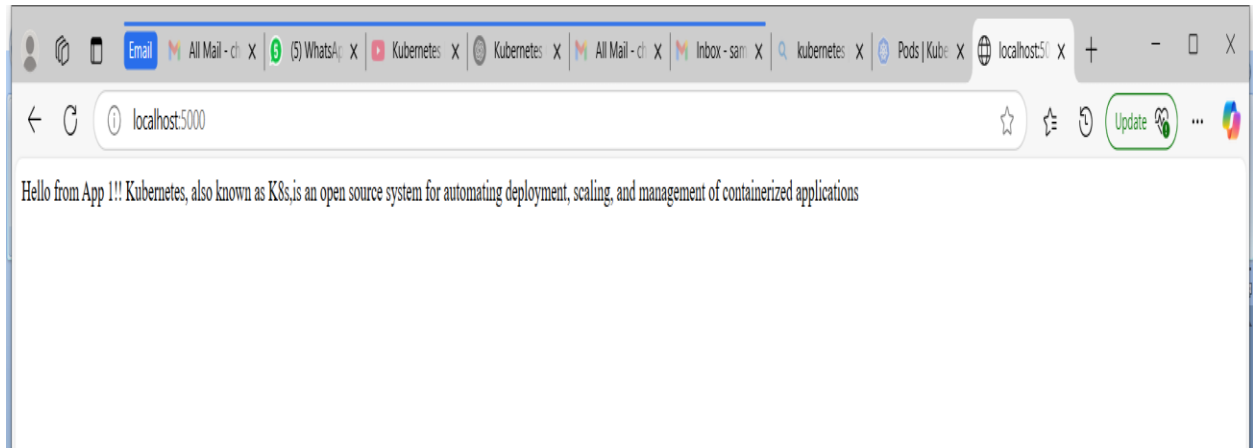 Email All Mail - ch (5) WhatsAp Kubernetes Kubernetes All Mail - ch Inbox - sam kubernetes Pods | Kube localhost:50
localhost:5000 Update
Hello from App 1!! Kubernetes, also known as K8s,is an open source system for automating deployment, scaling, and management of containerized applications